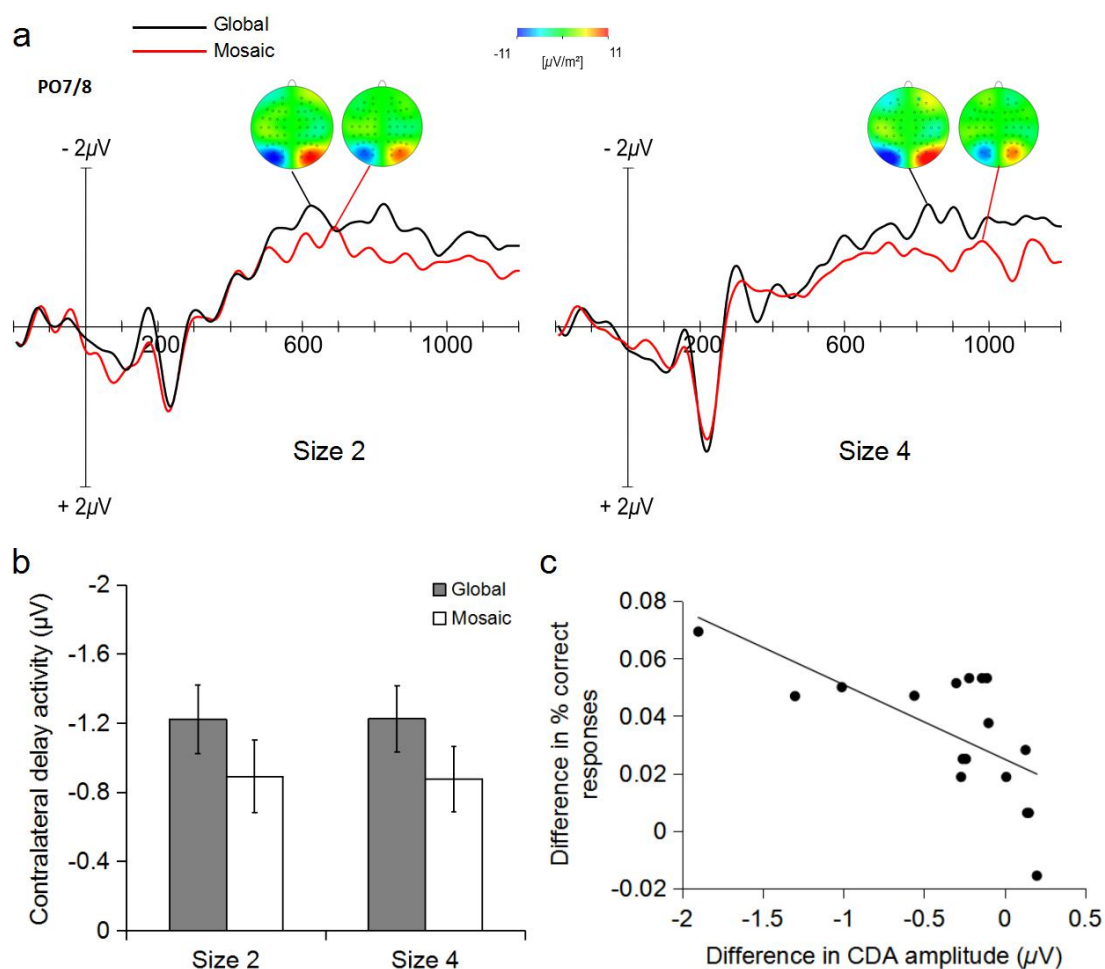 a
Global
Mosaic
-11 11
[µV/m²]
PO7/8
- 2µV
200 600 1000
Size 2
+ 2µV
- 2µV
200 600 1000
Size 4
+ 2µV
b
Contralateral delay activity (µV)
-2
-1.6
-1.2
-0.8
-0.4
0
Global
Mosaic
Size 2 Size 4
c
Difference in % correct
responses
0.08
0.06
0.04
0.02
0
-0.02
-2 -1.5 -1 -0.5 0 0.5
Difference in CDA amplitude (µV)